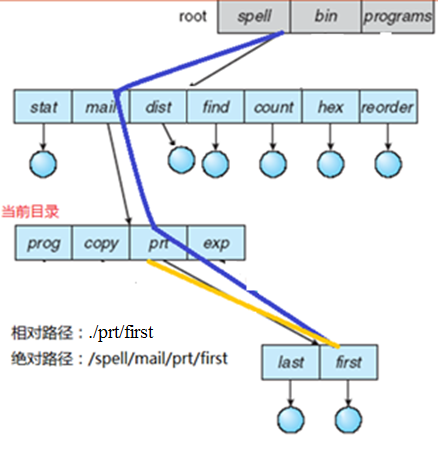 root spell bin programs
stat mail dist find count hex reorder
当前目录
prog copy prt exp
相对路径：./prt/first
绝对路径：/spell/mail/prt/first
last first